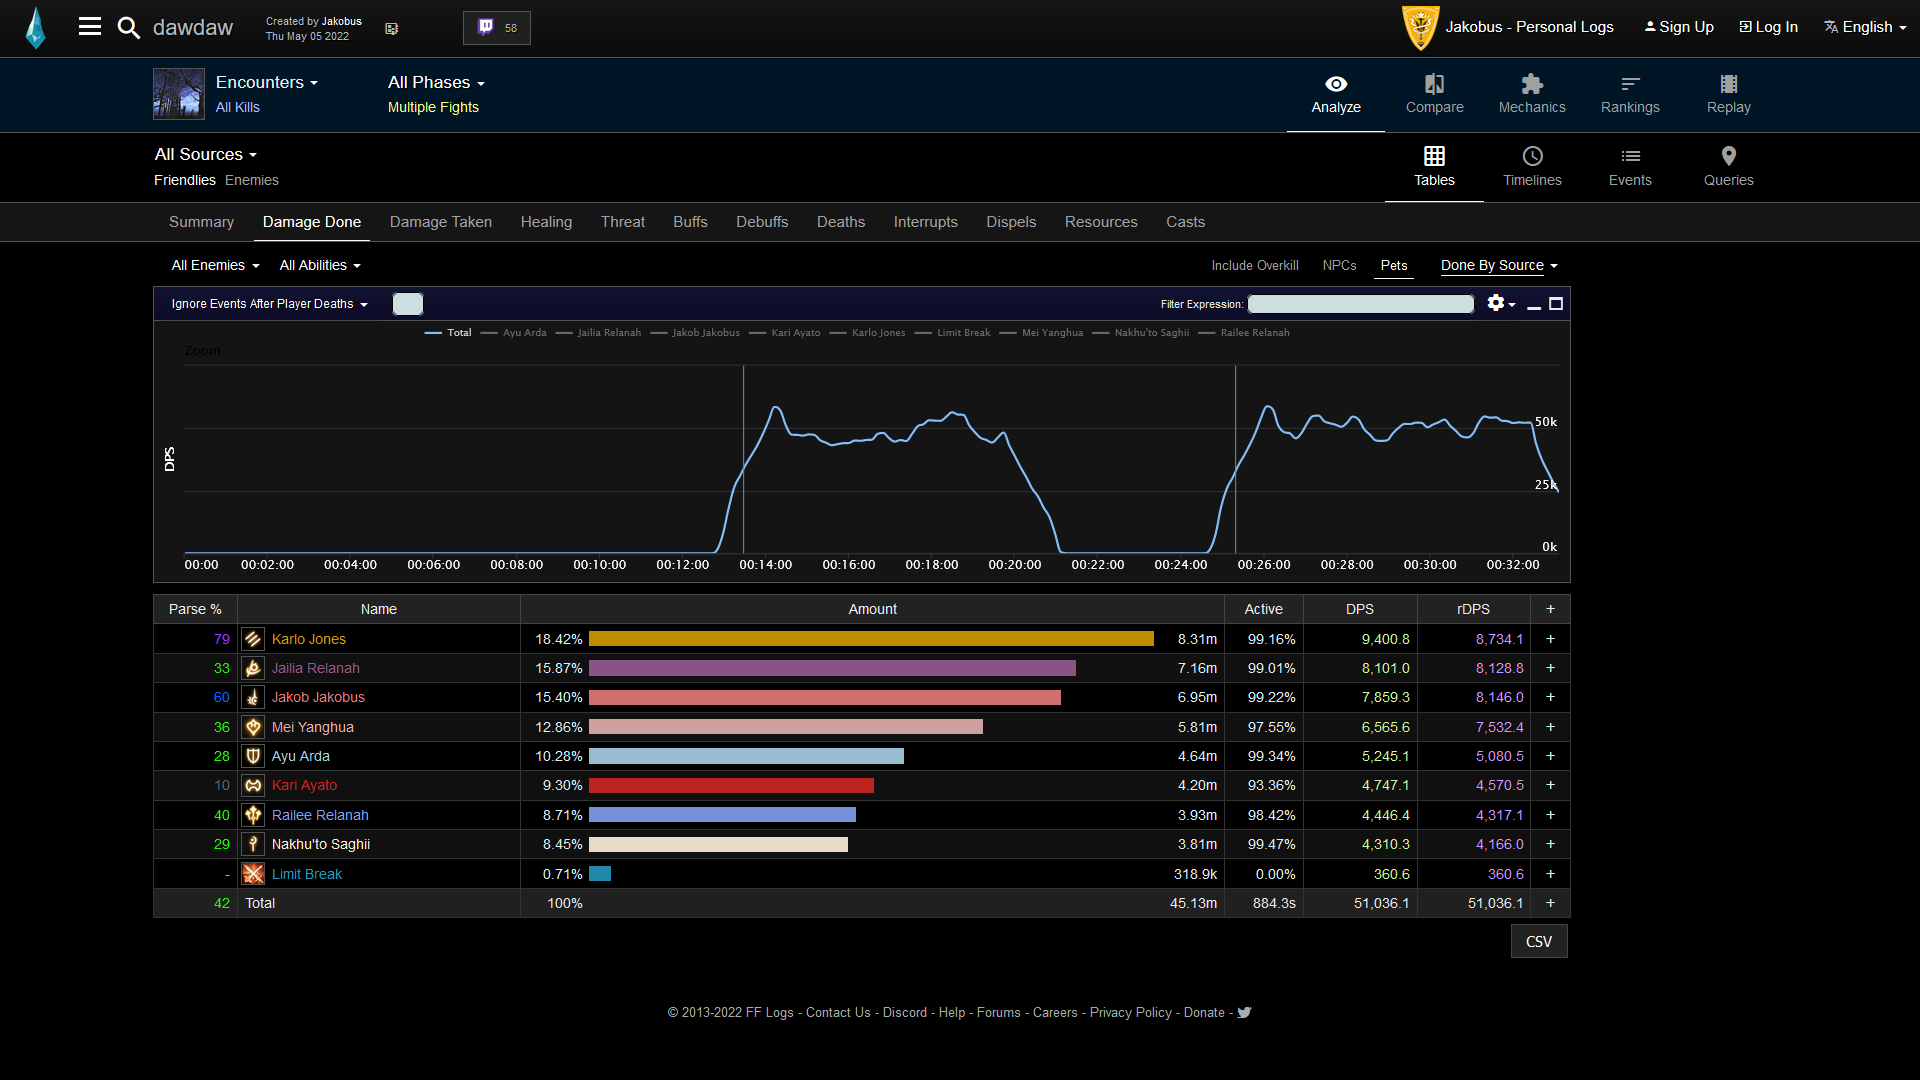 dawdaw
Created by Jakobus
Thu May 05 2022
58
Jakobus - Personal Logs
Sign Up
Log In
English
Encounters
All Kills
All Phases
Multiple Fights
Analyze
Compare
Mechanics
Rankings
Replay
All Sources
Friendlies Enemies
Tables
Timelines
Events
Queries
Summary Damage Done Damage Taken Healing Threat Buffs Debuffs Deaths Interrupts Dispels Resources Casts
All Enemies All Abilities Include Overkill NPCs Pets Done By Source
Ignore Events After Player Deaths Filter Expression:
Total Ayu Arda Jailia Relanah Jakob Jakobus Kari Ayato Karlo Jones Limit Break Mei Yanghua Nakhu'to Saghii Railee Relanah
Zoom
DPS
50k
25k
0k
00:00 00:02:00 00:04:00 00:06:00 00:08:00 00:10:00 00:12:00 00:14:00 00:16:00 00:18:00 00:20:00 00:22:00 00:24:00 00:26:00 00:28:00 00:30:00 00:32:00
Parse % Name Amount Active DPS rDPS +
79 Karlo Jones 18.42% 8.31m 99.16% 9,400.8 8,734.1 +
33 Jailia Relanah 15.87% 7.16m 99.01% 8,101.0 8,128.8 +
60 Jakob Jakobus 15.40% 6.95m 99.22% 7,859.3 8,146.0 +
36 Mei Yanghua 12.86% 5.81m 97.55% 6,565.6 7,532.4 +
28 Ayu Arda 10.28% 4.64m 99.34% 5,245.1 5,080.5 +
10 Kari Ayato 9.30% 4.20m 93.36% 4,747.1 4,570.5 +
40 Railee Relanah 8.71% 3.93m 98.42% 4,446.4 4,317.1 +
29 Nakhu'to Saghii 8.45% 3.81m 99.47% 4,310.3 4,166.0 +
- Limit Break 0.71% 318.9k 0.00% 360.6 360.6 +
42 Total 100% 45.13m 884.3s 51,036.1 51,036.1 +
CSV
© 2013-2022 FF Logs - Contact Us - Discord - Help - Forums - Careers - Privacy Policy - Donate -